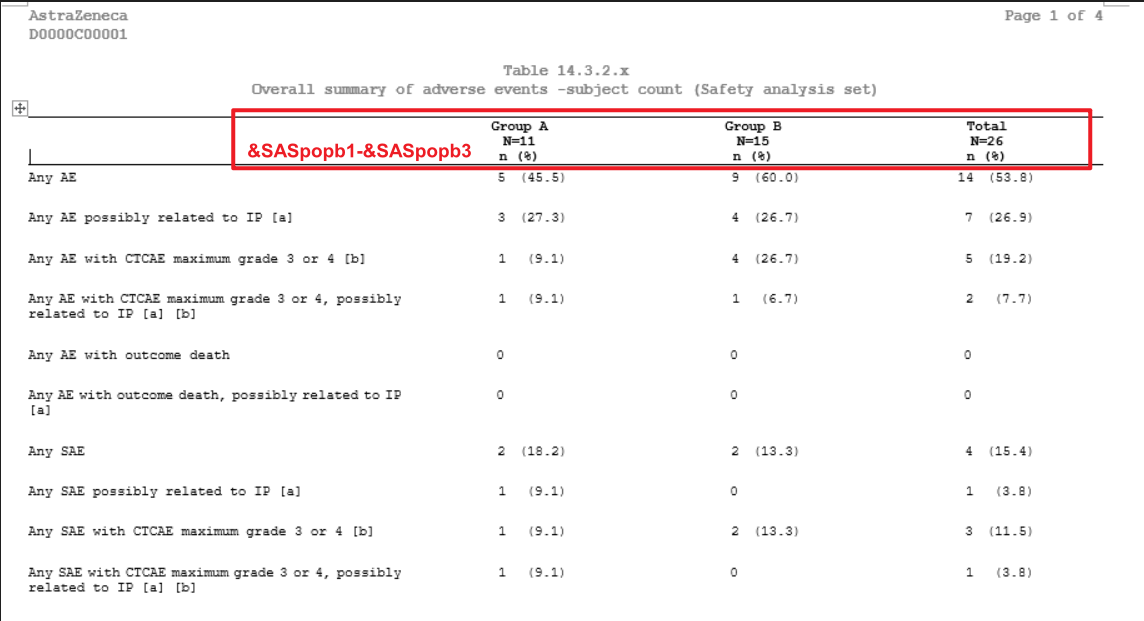 AstraZeneca Page 1 of 4
D0000C00001
Table 14.3.2.x
Overall summary of adverse events -subject count (Safety analysis set)
Group A Group B Total
N=11 N=15 N=26
&SASpopb1-&SASpopb3 n (%) n (%) n (%)
Any AE 5 (45.5) 9 (60.0) 14 (53.8)
Any AE possibly related to IP [a] 3 (27.3) 4 (26.7) 7 (26.9)
Any AE with CTCAE maximum grade 3 or 4 [b] 1 (9.1) 4 (26.7) 5 (19.2)
Any AE with CTCAE maximum grade 3 or 4, possibly 1 (9.1) 1 (6.7) 2 (7.7)
related to IP [a] [b]
Any AE with outcome death 0 0 0
Any AE with outcome death, possibly related to IP 0 0 0
[a]
Any SAE 2 (18.2) 2 (13.3) 4 (15.4)
Any SAE possibly related to IP [a] 1 (9.1) 0 1 (3.8)
Any SAE with CTCAE maximum grade 3 or 4 [b] 1 (9.1) 2 (13.3) 3 (11.5)
Any SAE with CTCAE maximum grade 3 or 4, possibly 1 (9.1) 0 1 (3.8)
related to IP [a] [b]